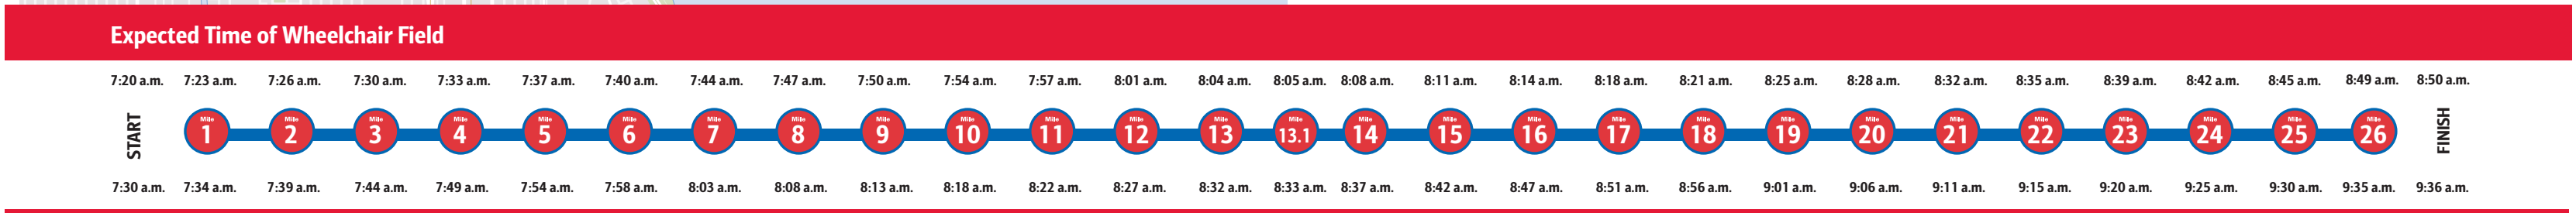 Expected Time of Wheelchair Field
7:20 a.m. 7:23 a.m. 7:26 a.m. 7:30 a.m. 7:33 a.m. 7:37 a.m. 7:40 a.m. 7:44 a.m. 7:47 a.m. 7:50 a.m. 7:54 a.m. 7:57 a.m. 8:01 a.m. 8:04 a.m. 8:05 a.m. 8:08 a.m. 8:11 a.m. 8:14 a.m. 8:18 a.m. 8:21 a.m. 8:25 a.m. 8:28 a.m. 8:32 a.m. 8:35 a.m. 8:39 a.m. 8:42 a.m. 8:45 a.m. 8:49 a.m. 8:50 a.m.
START Mile 1 Mile 2 Mile 3 Mile 4 Mile 5 Mile 6 Mile 7 Mile 8 Mile 9 Mile 10 Mile 11 Mile 12 Mile 13 Mile 13.1 Mile 14 Mile 15 Mile 16 Mile 17 Mile 18 Mile 19 Mile 20 Mile 21 Mile 22 Mile 23 Mile 24 Mile 25 Mile 26 FINISH
7:30 a.m. 7:34 a.m. 7:39 a.m. 7:44 a.m. 7:49 a.m. 7:54 a.m. 7:58 a.m. 8:03 a.m. 8:08 a.m. 8:13 a.m. 8:18 a.m. 8:22 a.m. 8:27 a.m. 8:32 a.m. 8:33 a.m. 8:37 a.m. 8:42 a.m. 8:47 a.m. 8:51 a.m. 8:56 a.m. 9:01 a.m. 9:06 a.m. 9:11 a.m. 9:15 a.m. 9:20 a.m. 9:25 a.m. 9:30 a.m. 9:35 a.m. 9:36 a.m.